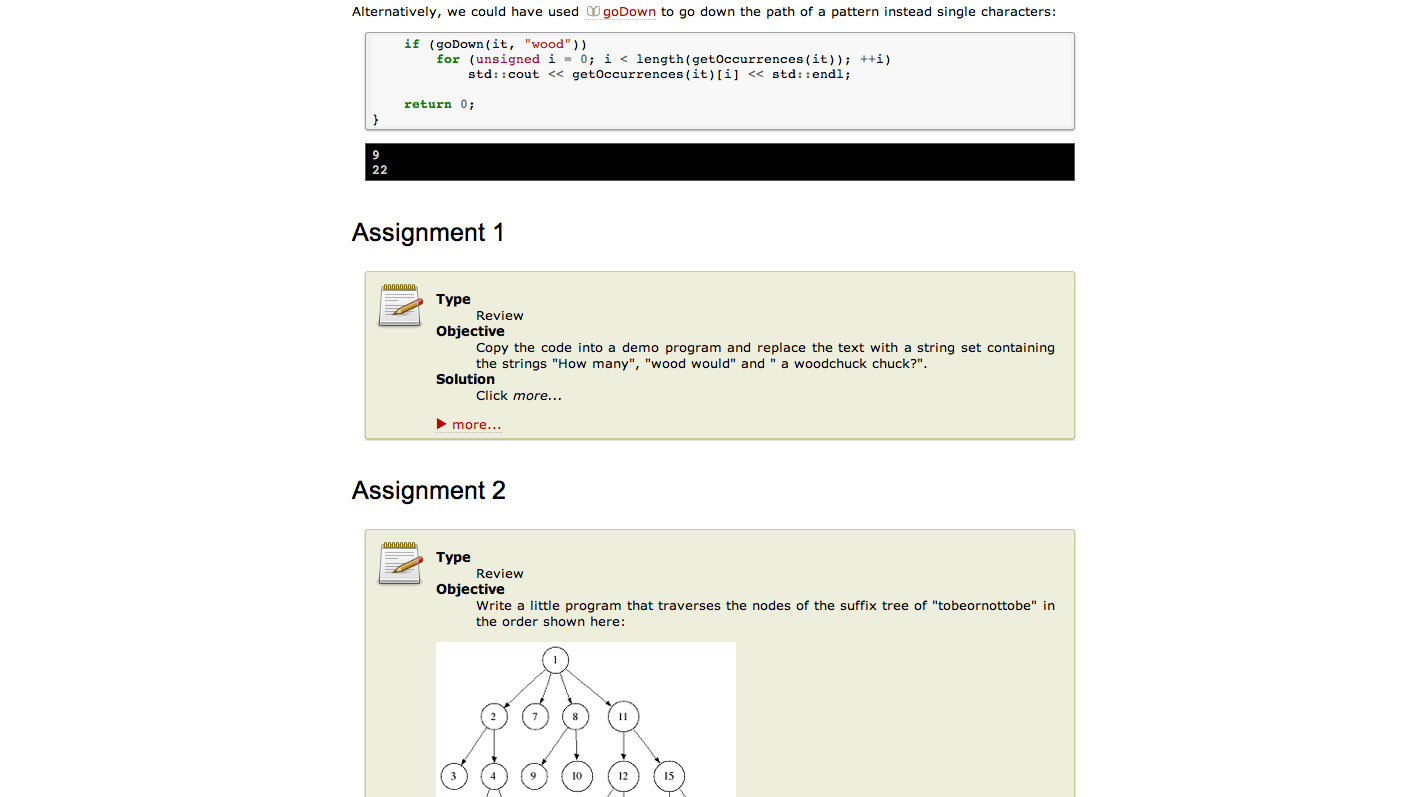 Alternatively, we could have used goDown to go down the path of a pattern instead single characters:
if (goDown(it, "wood"))
for (unsigned i = 0; i < length(getOccurrences(it)); ++i)
std::cout << getOccurrences(it)[i] << std::endl;
return 0;
}
9
22
Assignment 1
Type
Review
Objective
Copy the code into a demo program and replace the text with a string set containing
the strings "How many", "wood would" and " a woodchuck chuck?".
Solution
Click more...
more...
Assignment 2
Type
Review
Objective
Write a little program that traverses the nodes of the suffix tree of "tobeornottobe" in
the order shown here:
1
2 7 8 11
3 4 9 10 12 15